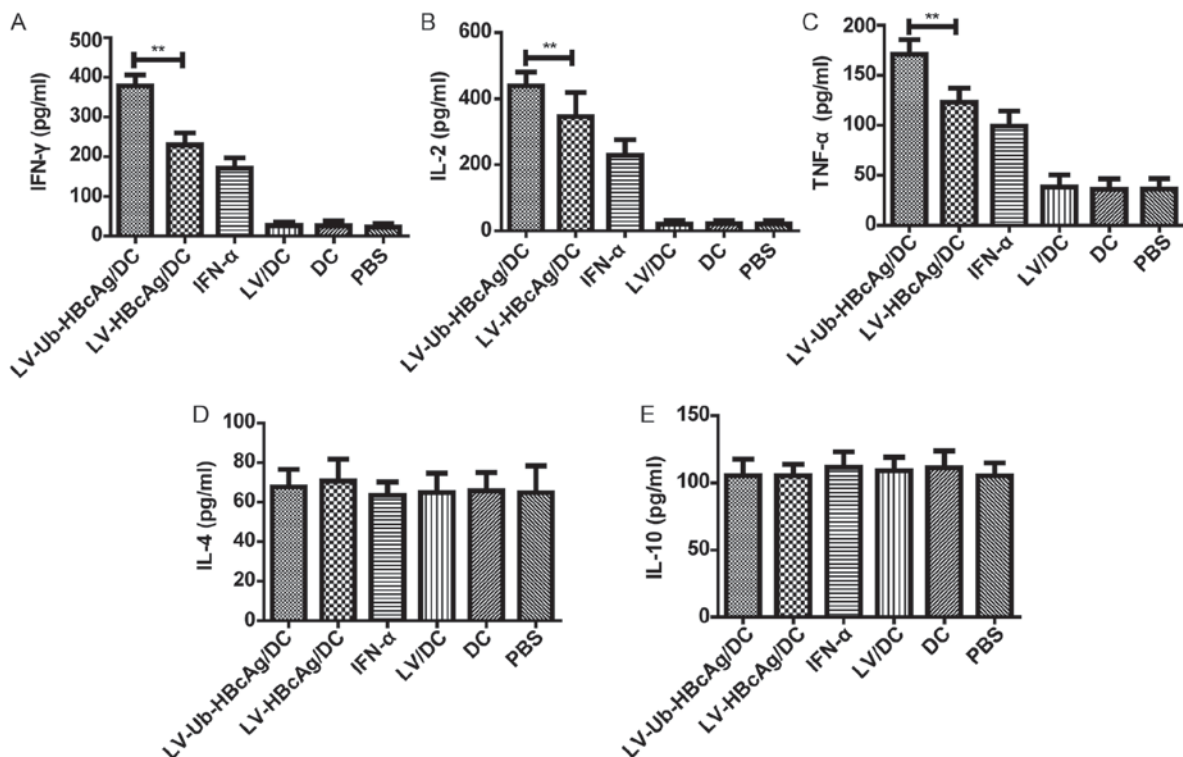 A
IFN-γ (pg/ml)
500
400
300
200
100
0
**
LV-Ub-HBcAg/DC
LV-HBcAg/DC
IFN-α
LV/DC
DC
PBS
B
IL-2 (pg/ml)
600
400
200
0
**
LV-Ub-HBcAg/DC
LV-HBcAg/DC
IFN-α
LV/DC
DC
PBS
C
TNF-α (pg/ml)
200
150
100
50
0
**
LV-Ub-HBcAg/DC
LV-HBcAg/DC
IFN-α
LV/DC
DC
PBS
D
IL-4 (pg/ml)
100
80
60
40
20
0
LV-Ub-HBcAg/DC
LV-HBcAg/DC
IFN-α
LV/DC
DC
PBS
E
IL-10 (pg/ml)
150
100
50
0
LV-Ub-HBcAg/DC
LV-HBcAg/DC
IFN-α
LV/DC
DC
PBS